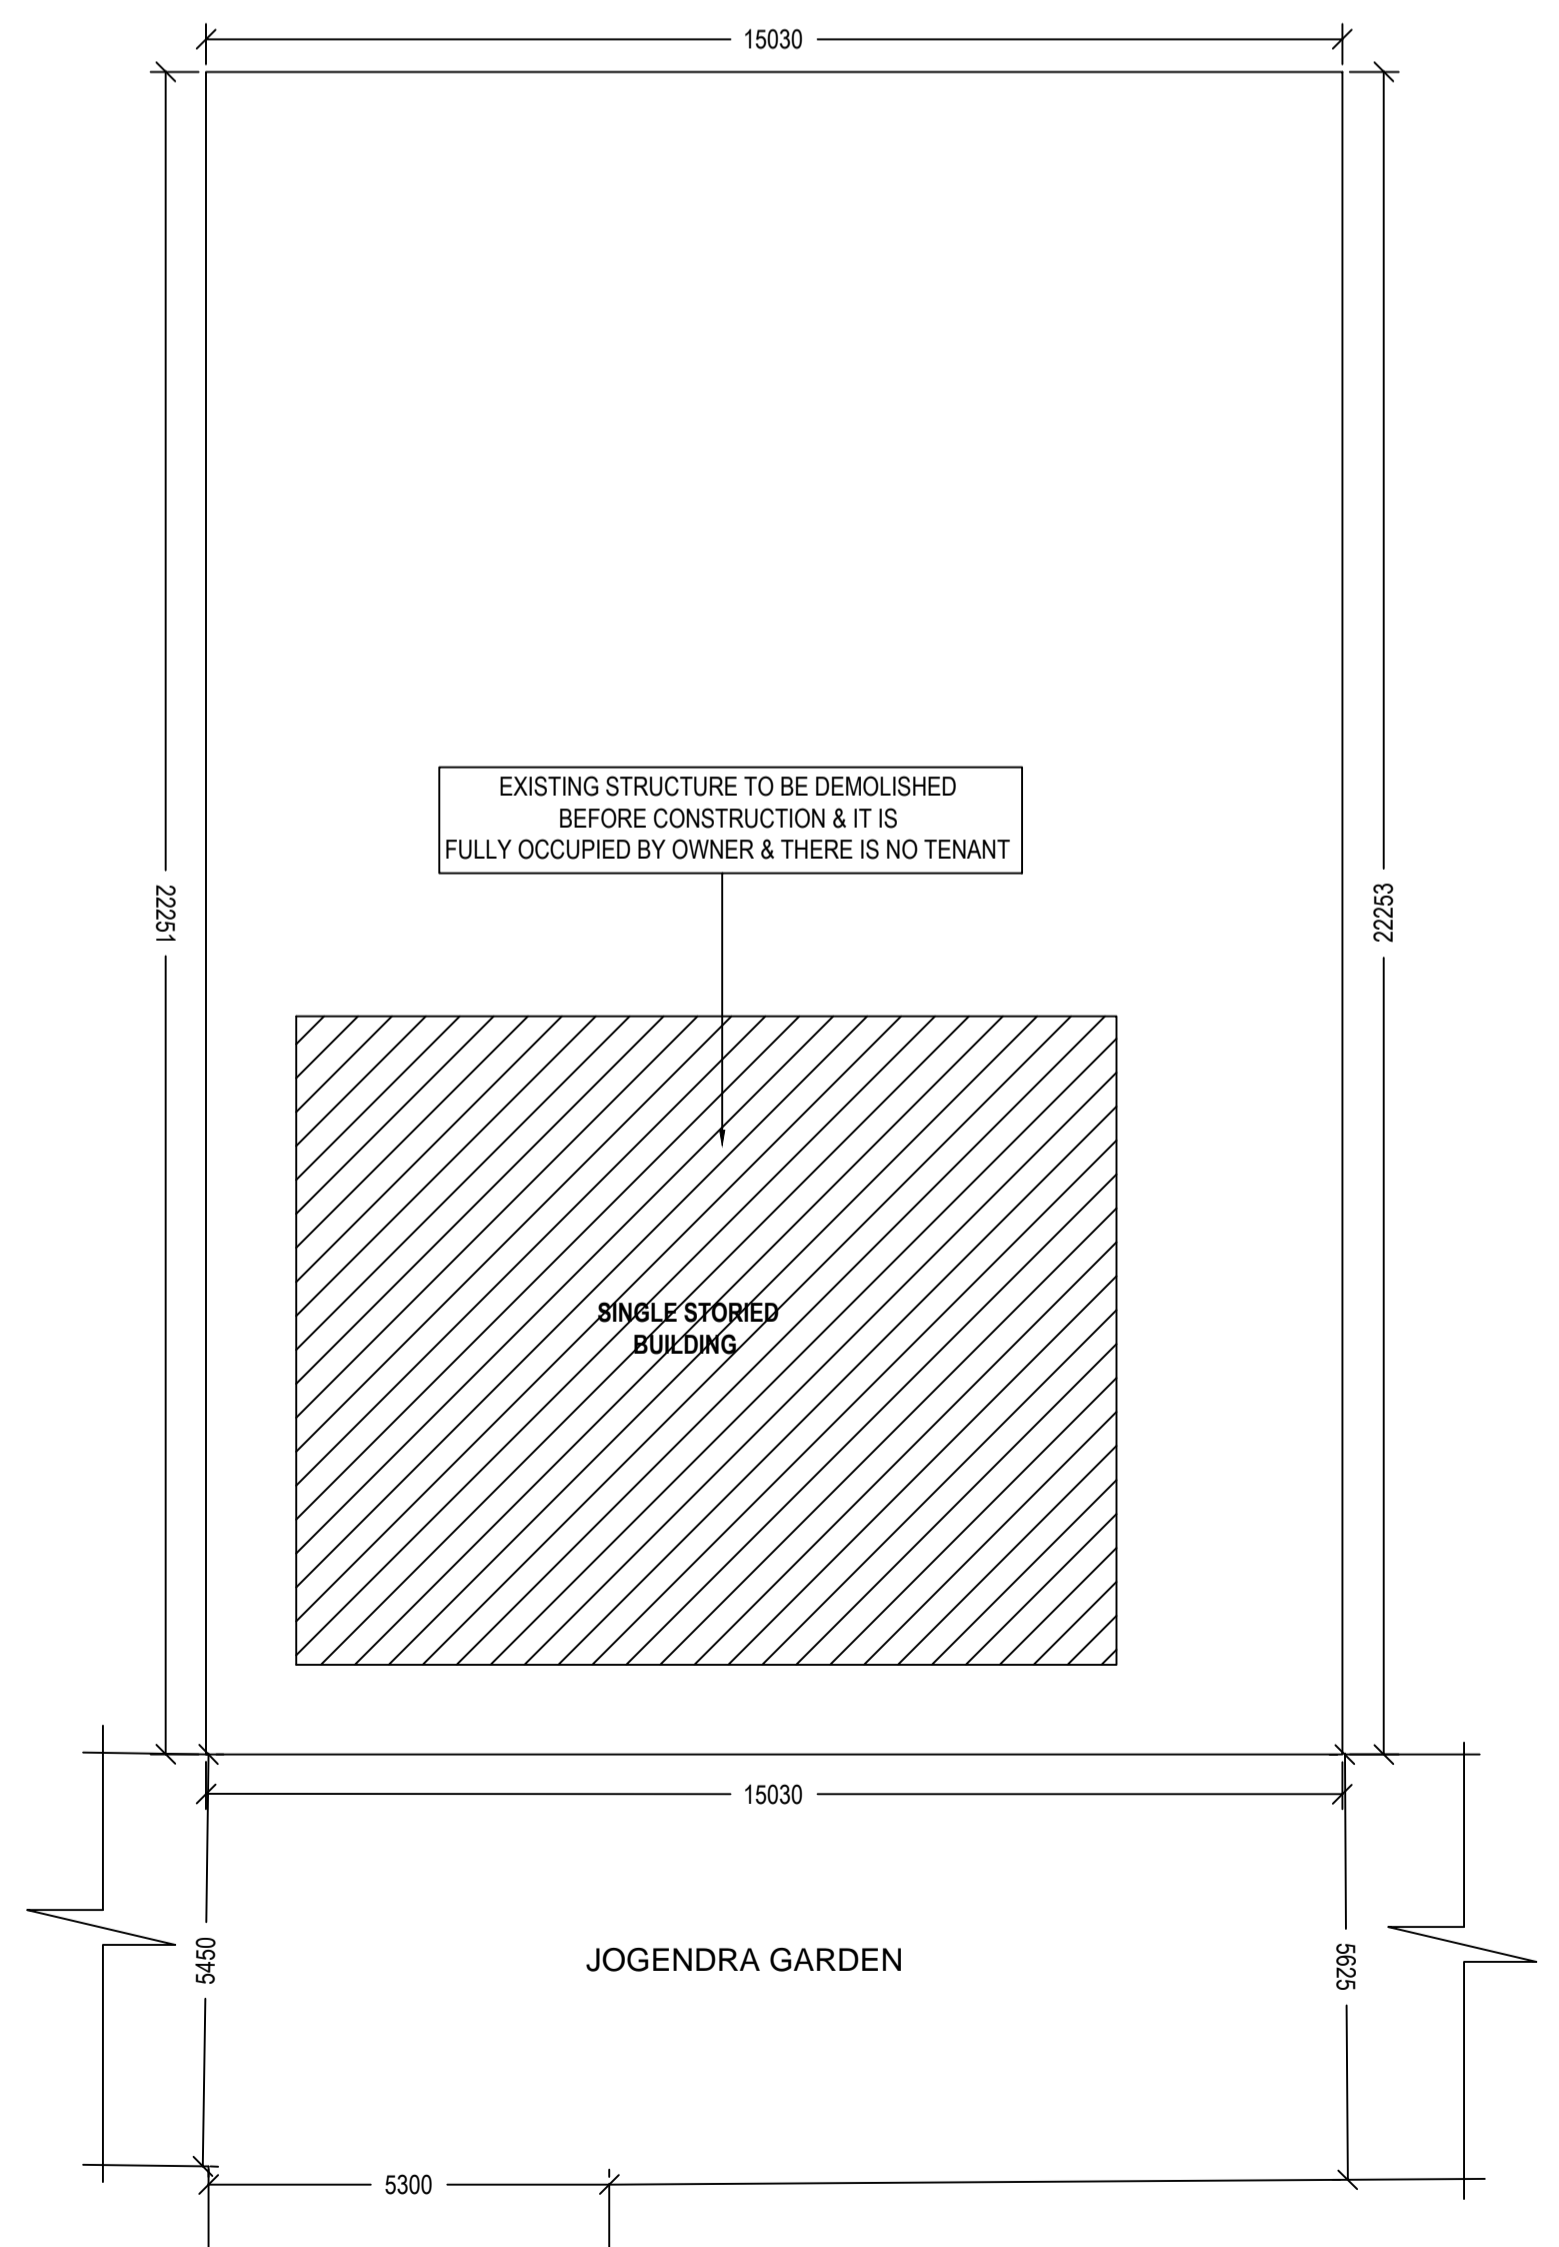 15030
EXISTING STRUCTURE TO BE DEMOLISHED
BEFORE CONSTRUCTION & IT IS
FULLY OCCUPIED BY OWNER & THERE IS NO TENANT
22251
22253
SINGLE STORIED
BUILDING
15030
5450
JOGENDRA GARDEN
5625
5300